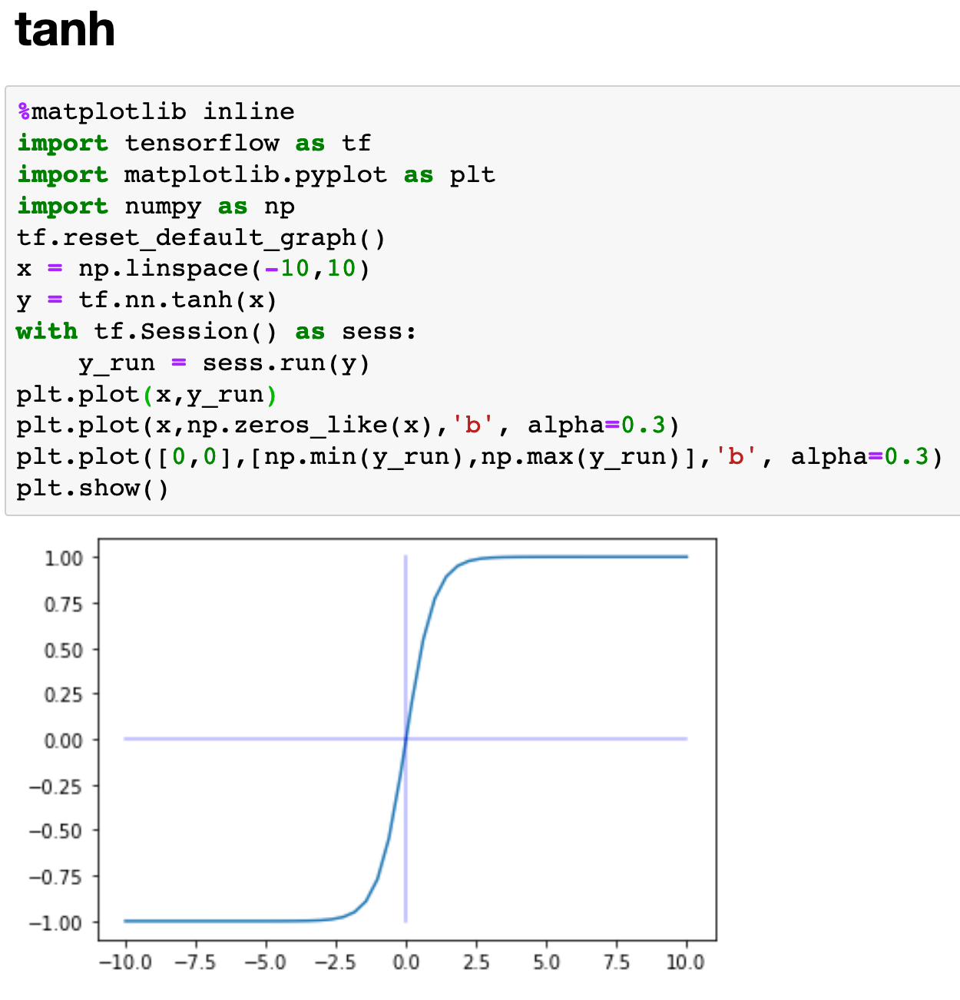 tanh
%matplotlib inline
import tensorflow as tf
import matplotlib.pyplot as plt
import numpy as np
tf.reset_default_graph()
x = np.linspace(-10,10)
y = tf.nn.tanh(x)
with tf.Session() as sess:
    y_run = sess.run(y)
plt.plot(x,y_run)
plt.plot(x,np.zeros_like(x),'b', alpha=0.3)
plt.plot([0,0],[np.min(y_run),np.max(y_run)],'b', alpha=0.3)
plt.show()
1.00
0.75
0.50
0.25
0.00
−0.25
−0.50
−0.75
−1.00
−10.0 −7.5 −5.0 −2.5 0.0 2.5 5.0 7.5 10.0